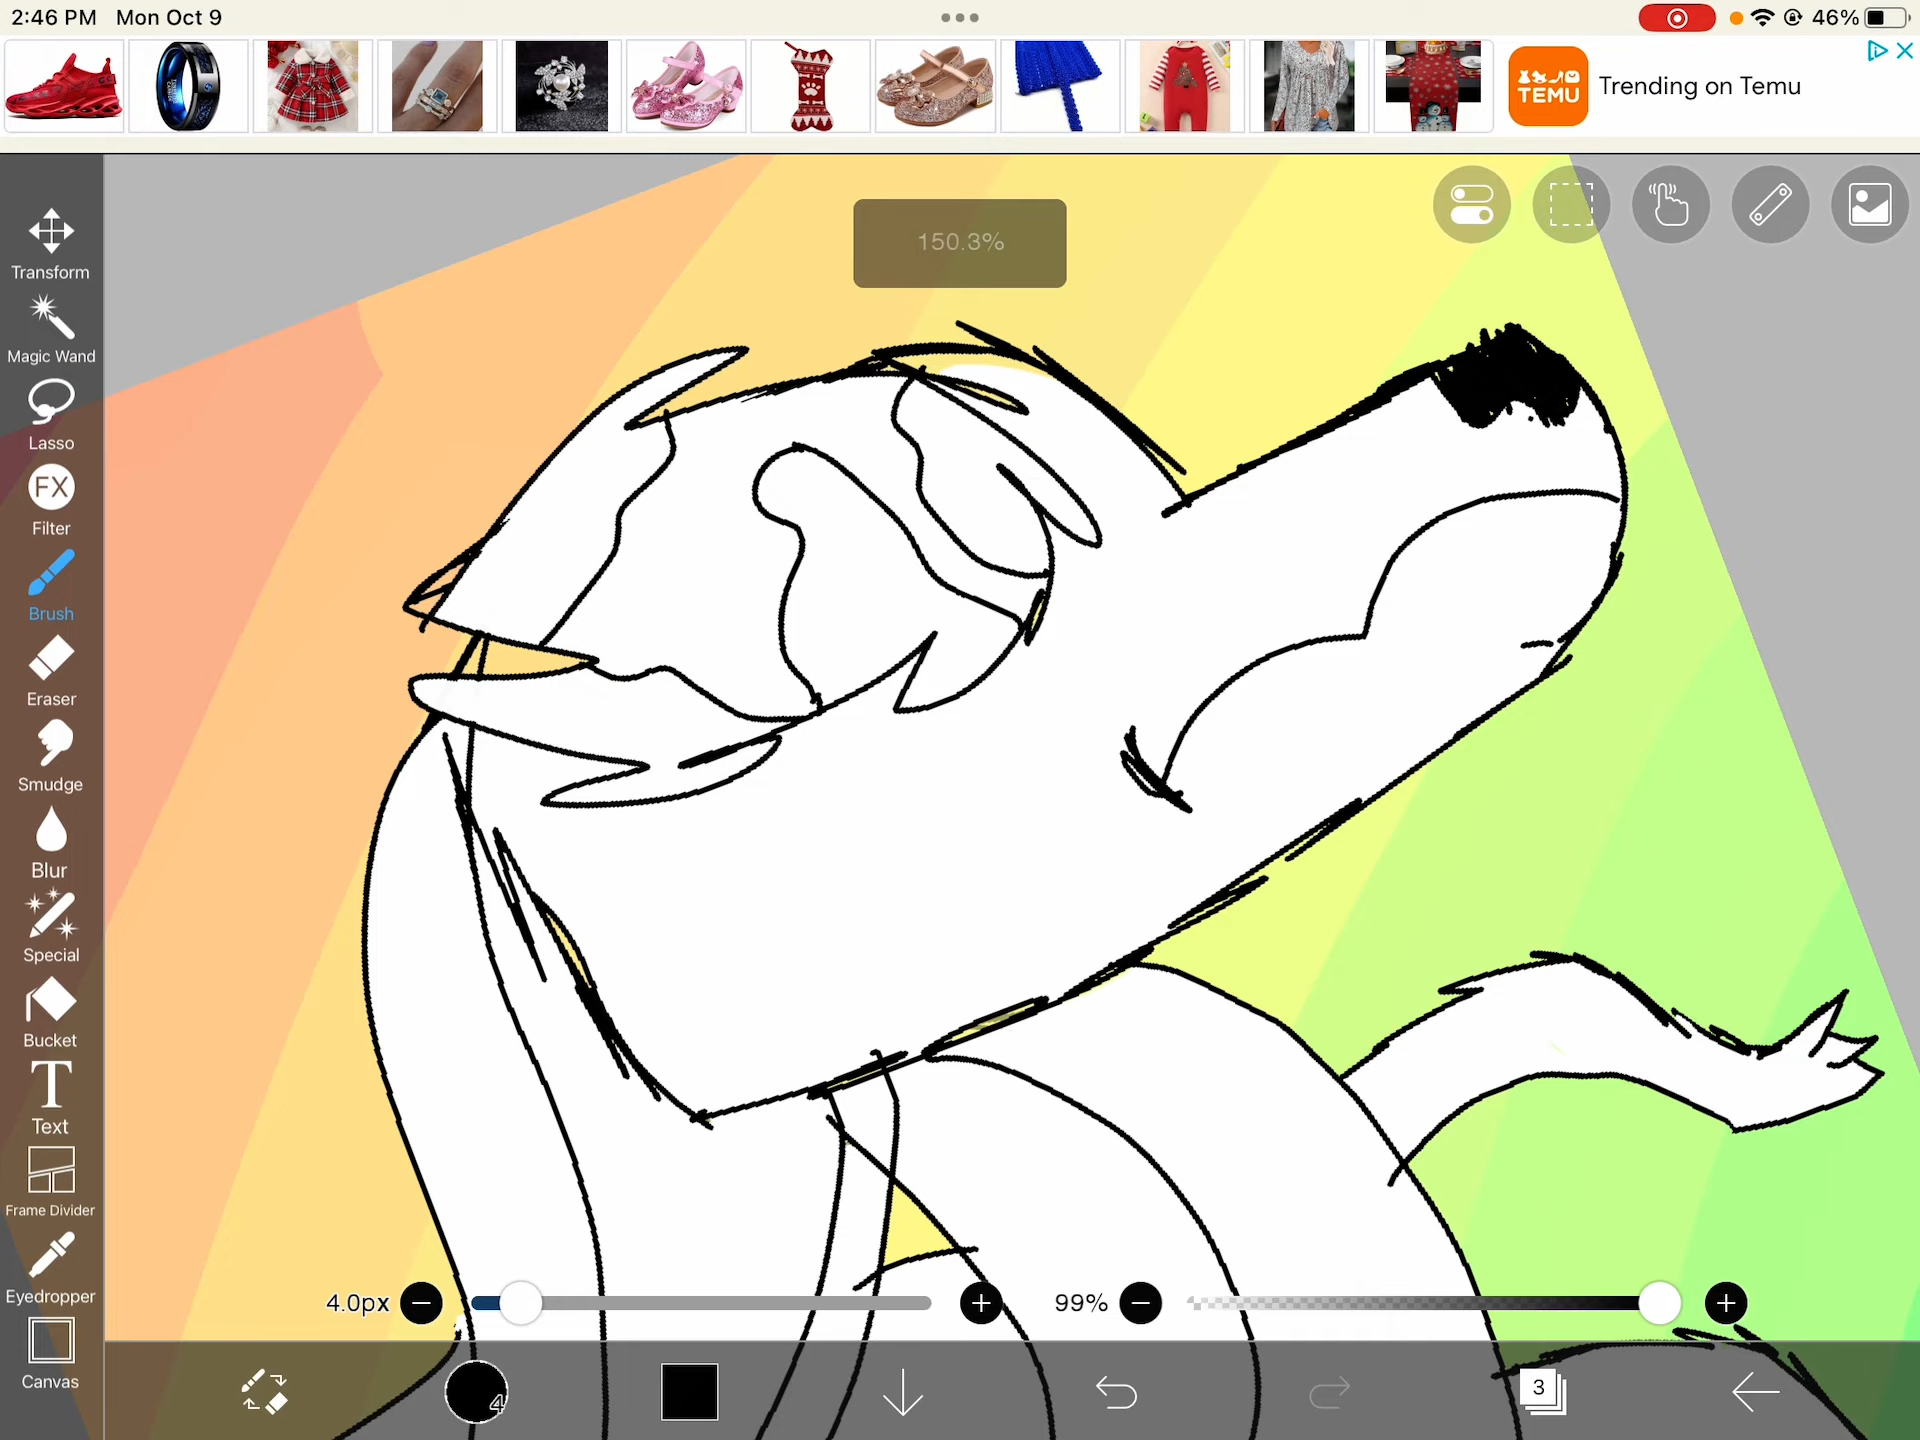 2:46 PM Mon Oct 9
46%
TEMU
Trending on Temu
150.3%
Transform
Magic Wand
Lasso
FX
Filter
Brush
Eraser
Smudge
Blur
Special
Bucket
T
Text
Frame Divider
Eyedropper
Canvas
4.0px
99%
4
3